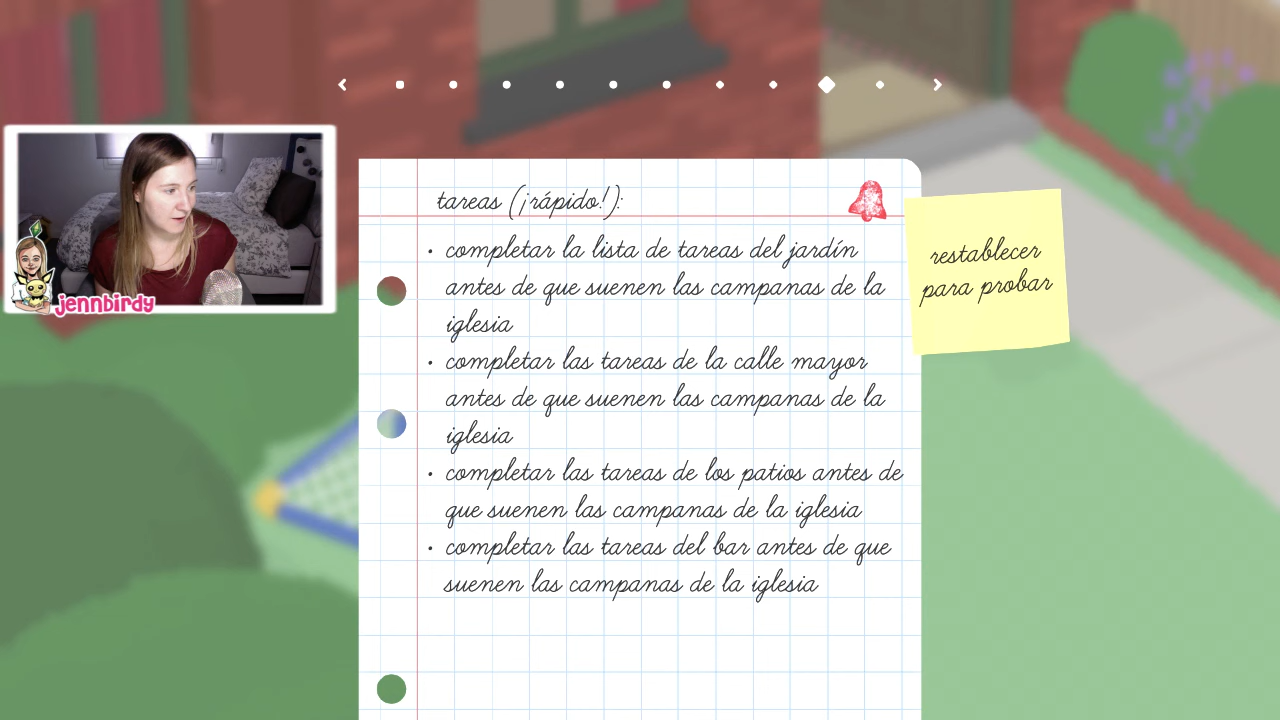 tareas (¡rápido!):
• completar la lista de tareas del jardín
antes de que suenen las campanas de la
iglesia
• completar las tareas de la calle mayor
antes de que suenen las campanas de la
iglesia
• completar las tareas de los patios antes de
que suenen las campanas de la iglesia
• completar las tareas del bar antes de que
suenen las campanas de la iglesia
restablecer
para probar
jennbirdy